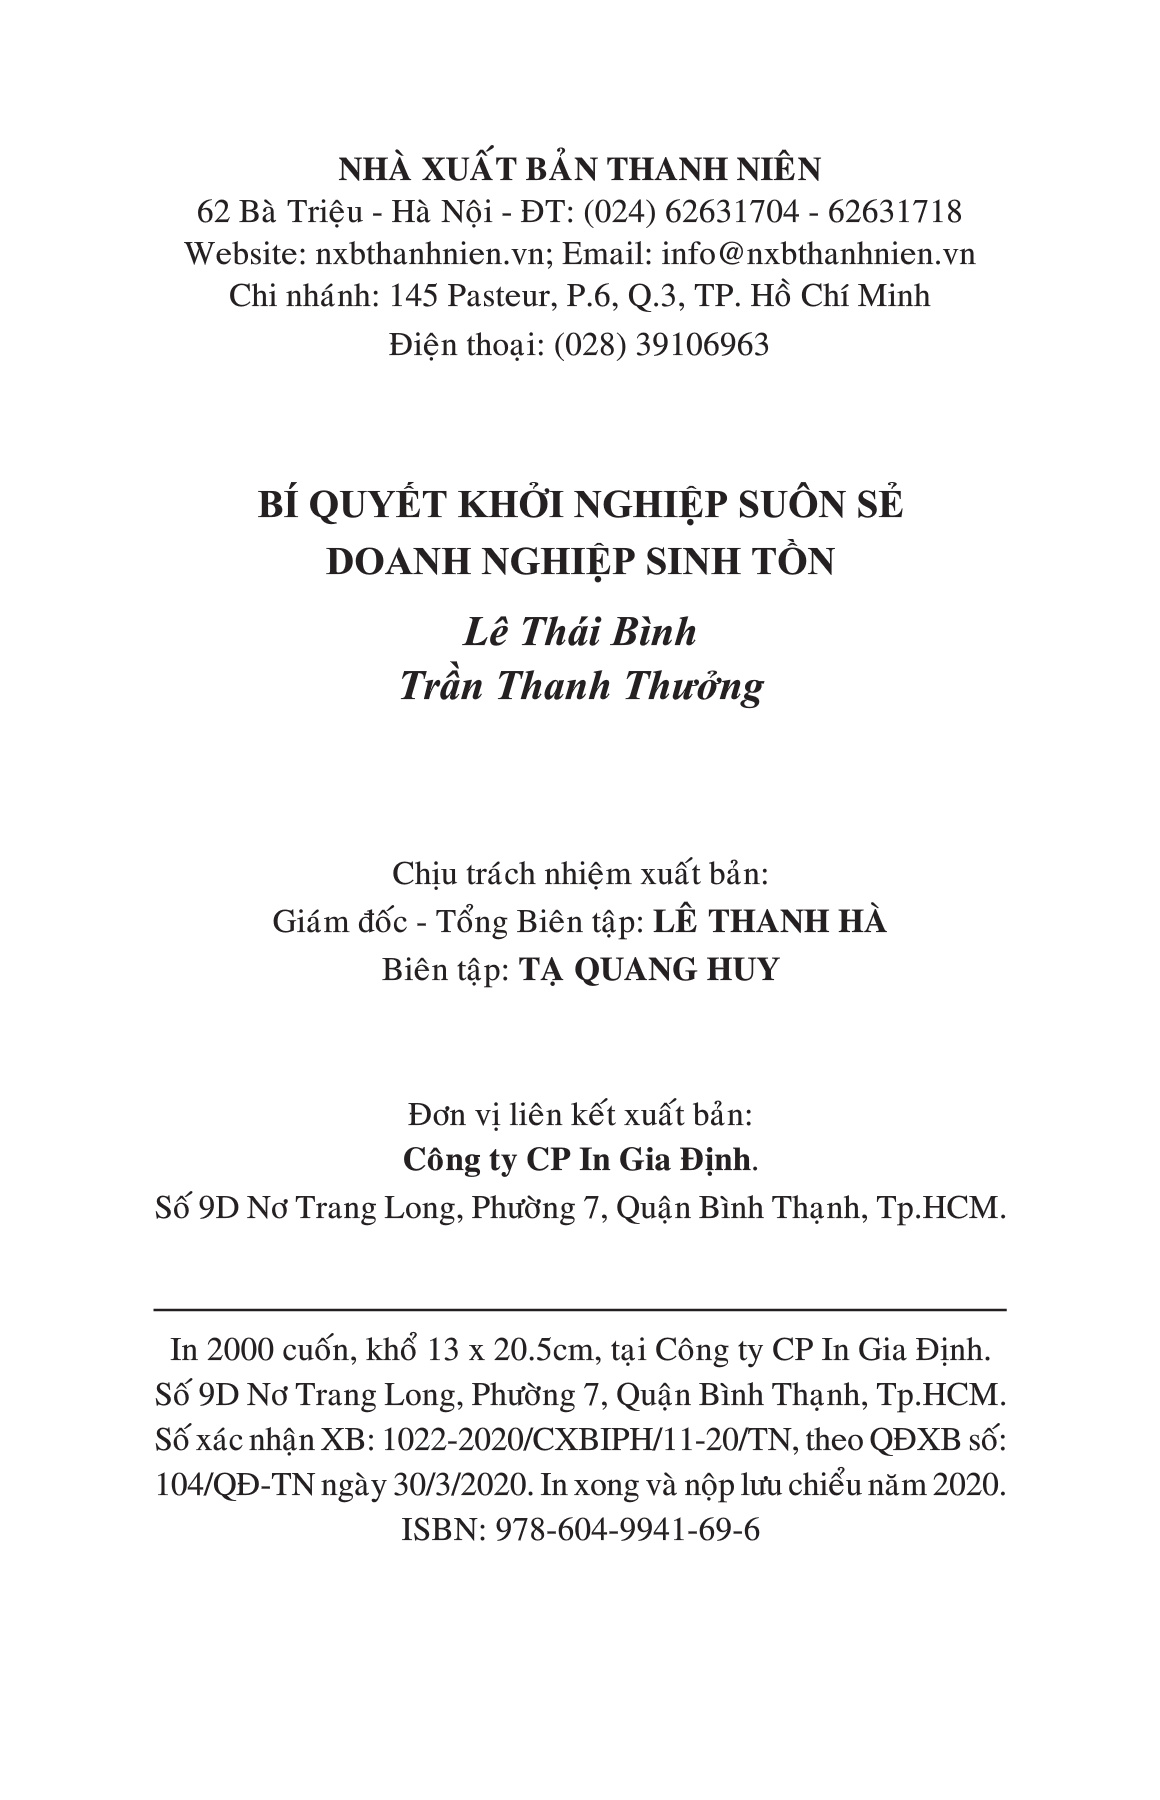 NHÀ XUẤT BẢN THANH NIÊN
62 Bà Triệu - Hà Nội - ĐT: (024) 62631704 - 62631718
Website: nxbthanhnien.vn; Email: info@nxbthanhnien.vn
Chi nhánh: 145 Pasteur, P.6, Q.3, TP. Hồ Chí Minh
Điện thoại: (028) 39106963
BÍ QUYẾT KHỞI NGHIỆP SUÔN SẺ
DOANH NGHIỆP SINH TỒN
Lê Thái Bình
Trần Thanh Thưởng
Chịu trách nhiệm xuất bản:
Giám đốc - Tổng Biên tập: LÊ THANH HÀ
Biên tập: TẠ QUANG HUY
Đơn vị liên kết xuất bản:
Công ty CP In Gia Định.
Số 9D Nơ Trang Long, Phường 7, Quận Bình Thạnh, Tp.HCM.
In 2000 cuốn, khổ 13 x 20.5cm, tại Công ty CP In Gia Định.
Số 9D Nơ Trang Long, Phường 7, Quận Bình Thạnh, Tp.HCM.
Số xác nhận XB: 1022-2020/CXBIPH/11-20/TN, theo QĐXB số:
104/QĐ-TN ngày 30/3/2020. In xong và nộp lưu chiểu năm 2020.
ISBN: 978-604-9941-69-6